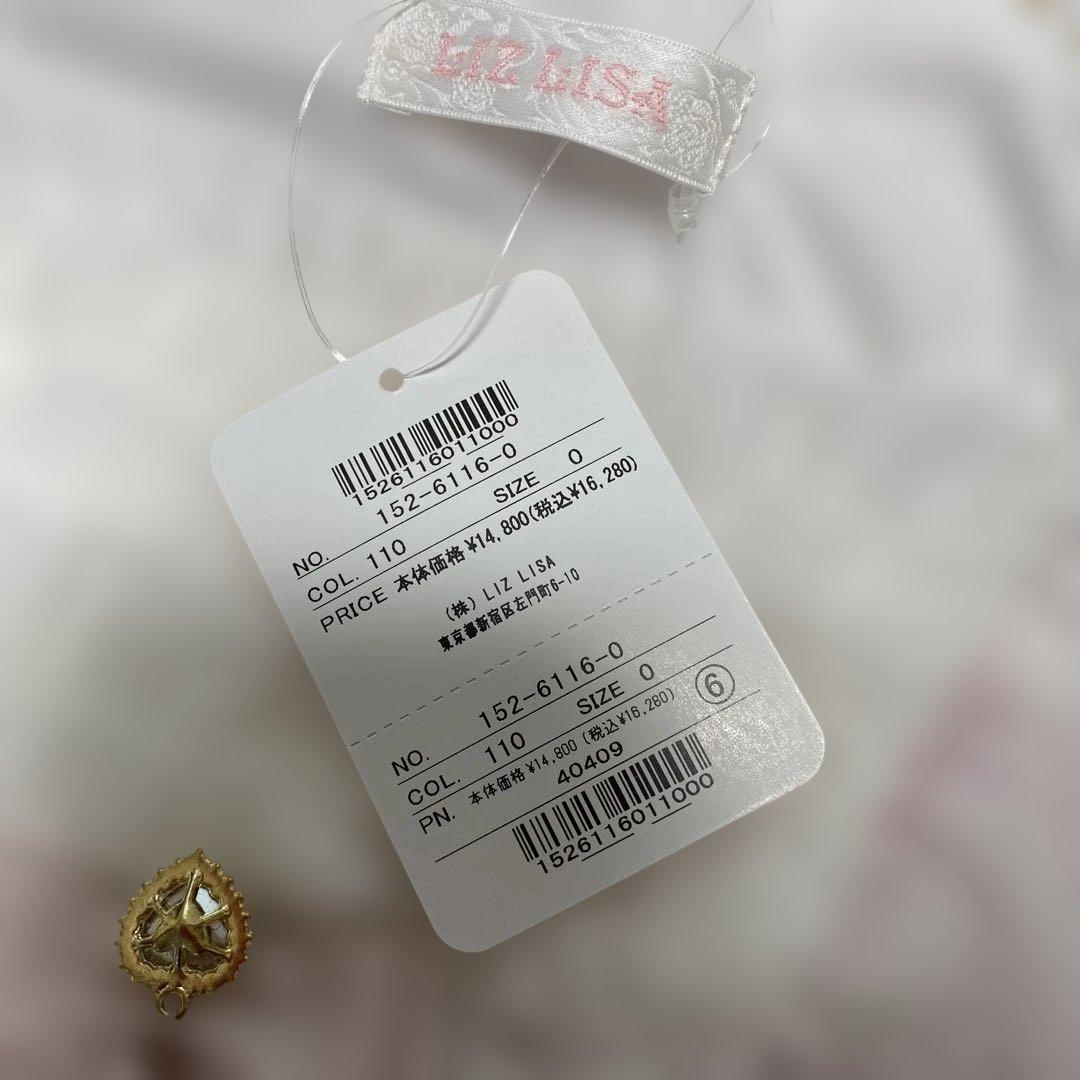 LIZ LISA
1526116011000
NO. 152-6116-0
COL. 110 SIZE 0
PRICE 本体価格 ¥14,800(税込¥16,280)
(株) LIZ LISA
東京都新宿区左門町6-10
NO. 152-6116-0
COL. 110 SIZE 0
PN. 本体価格 ¥14,800 (税込¥16,280) ⑥
40409
1526116011000